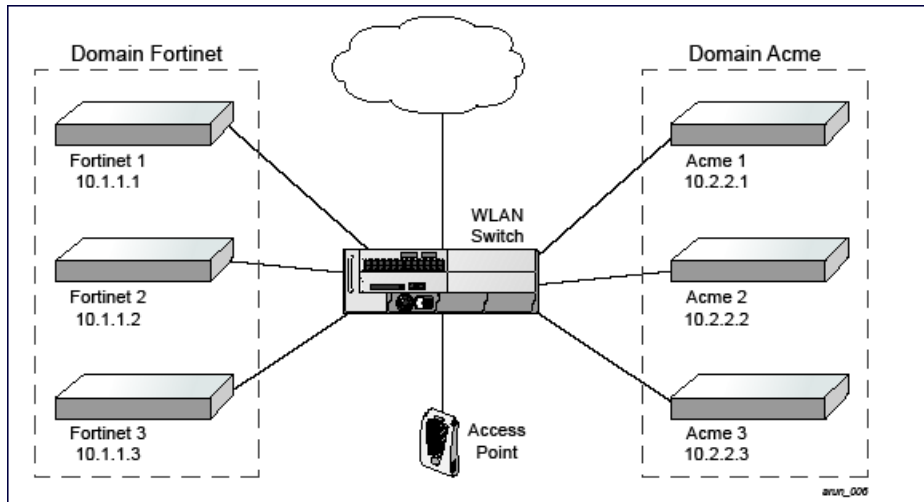 Domain Fortinet
Domain Acme
Fortinet 1
10.1.1.1
Acme 1
10.2.2.1
WLAN
Switch
Fortinet 2
10.1.1.2
Acme 2
10.2.2.2
Fortinet 3
10.1.1.3
Access
Point
Acme 3
10.2.2.3
arun_006